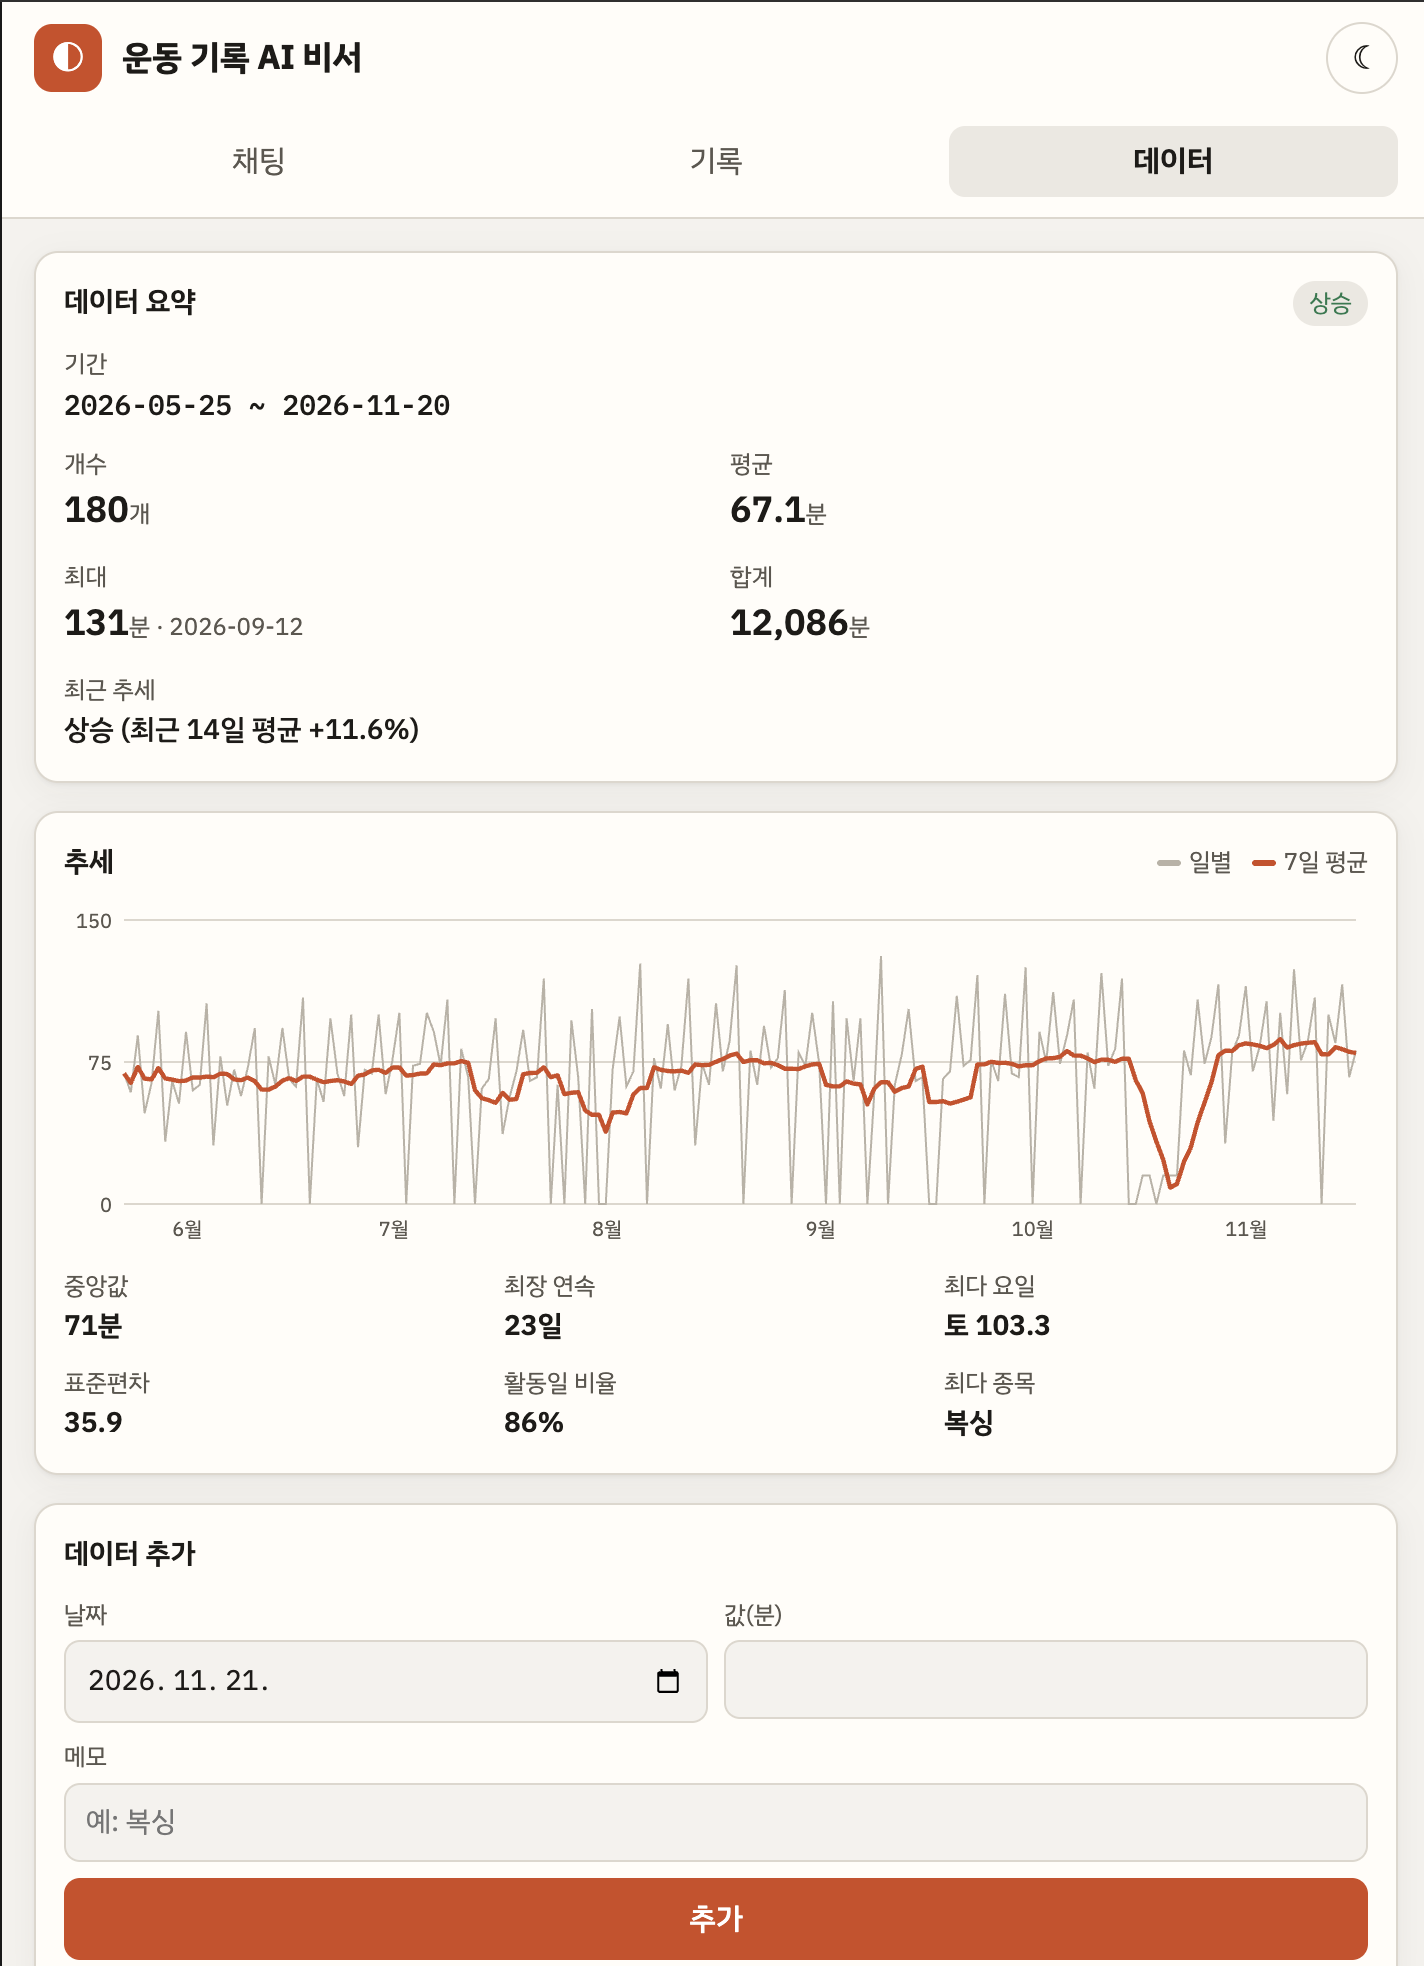 운동 기록 AI 비서
채팅
기록
데이터
데이터 요약
상승
기간
2026-05-25 ~ 2026-11-20
개수
180개
평균
67.1분
최대
131분 · 2026-09-12
합계
12,086분
최근 추세
상승 (최근 14일 평균 +11.6%)
추세
일별
7일 평균
150
75
0
6월
7월
8월
9월
10월
11월
중앙값
71분
최장 연속
23일
최다 요일
토 103.3
표준편차
35.9
활동일 비율
86%
최다 종목
복싱
데이터 추가
날짜
2026. 11. 21.
값(분)
메모
예: 복싱
추가